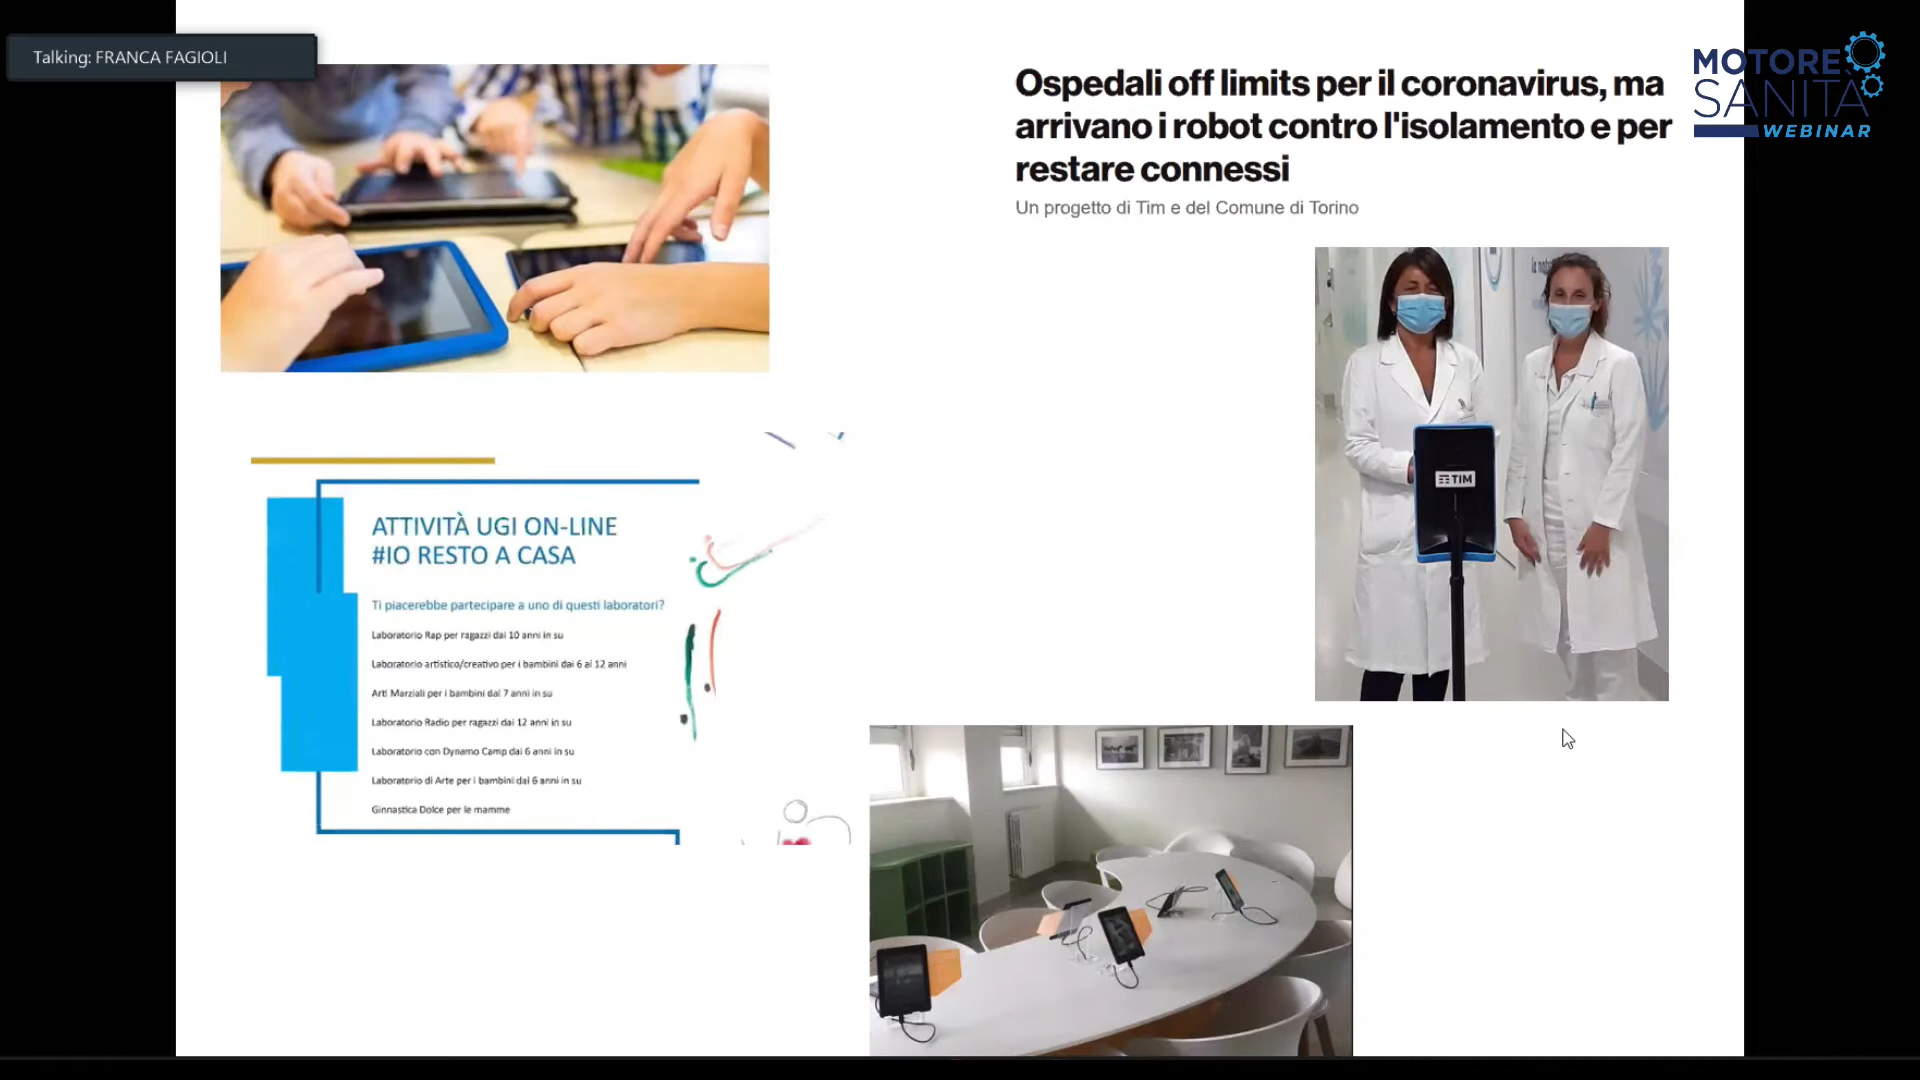 Talking: FRANCA FAGIOLI
MOTORE
SANITÀ
WEBINAR
Ospedali off limits per il coronavirus, ma
arrivano i robot contro l'isolamento e per
restare connessi
Un progetto di Tim e del Comune di Torino
TIM
ATTIVITÀ UGI ON-LINE
#IO RESTO A CASA
Ti piacerebbe partecipare a uno di questi laboratori?
Laboratorio Rap per ragazzi dai 10 anni in su
Laboratorio artistico/creativo per i bambini dai 6 al 12 anni
Arti Marziali per i bambini dai 7 anni in su
Laboratorio Radio per ragazzi dai 12 anni in su
Laboratorio con Dynamo Camp dai 6 anni in su
Laboratorio di Arte per i bambini dai 6 anni in su
Ginnastica Dolce per le mamme